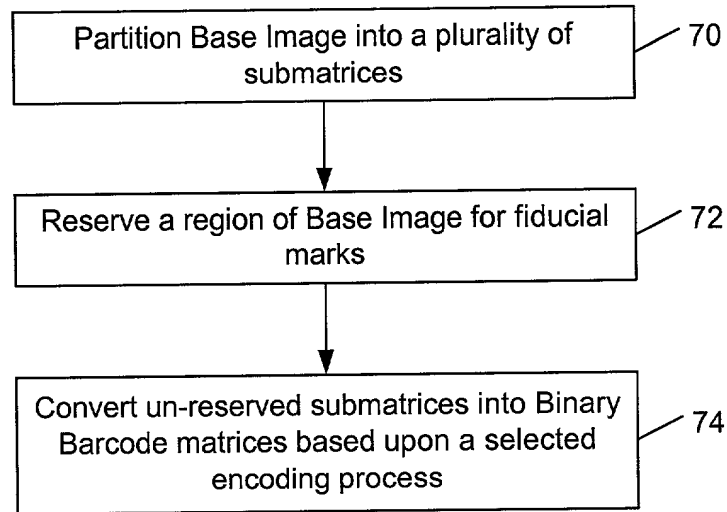 Partition Base Image into a plurality of
submatrices
70
Reserve a region of Base Image for fiducial
marks
72
Convert un-reserved submatrices into Binary
Barcode matrices based upon a selected
encoding process
74